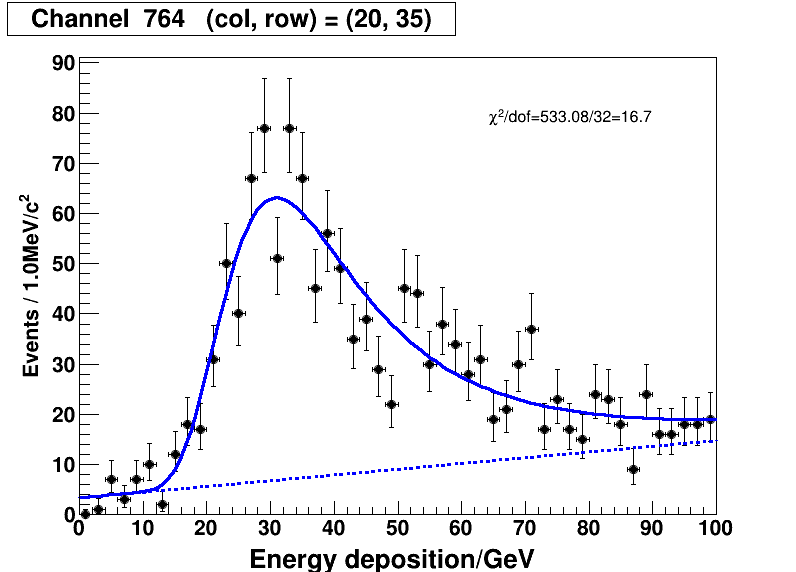 Channel 764 (col, row) = (20, 35)
90
80
70
60
50
40
30
20
10
0
Events / 1.0MeV/c²
χ²/dof=533.08/32=16.7
0 10 20 30 40 50 60 70 80 90 100
Energy deposition/GeV